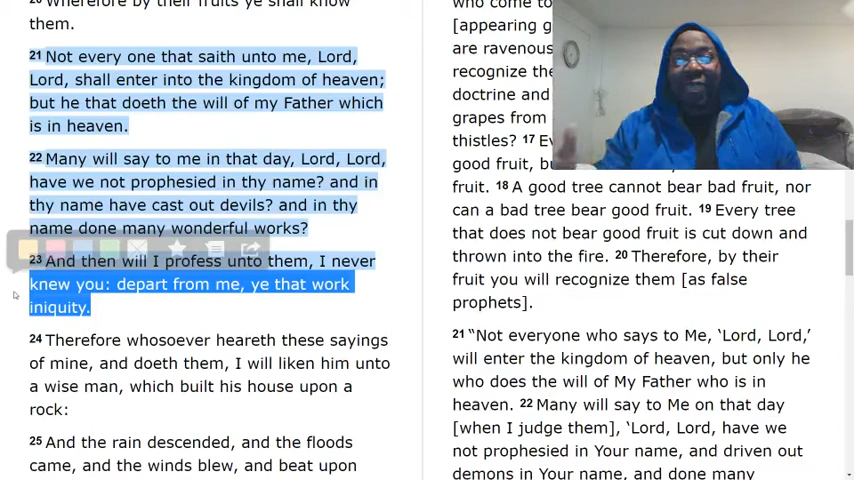 20 Wherefore by their fruits ye shall know
them.
21 Not every one that saith unto me, Lord,
Lord, shall enter into the kingdom of heaven;
but he that doeth the will of my Father which
is in heaven.
22 Many will say to me in that day, Lord, Lord,
have we not prophesied in thy name? and in
thy name have cast out devils? and in thy
name done many wonderful works?
23 And then will I profess unto them, I never
knew you: depart from me, ye that work
iniquity.
24 Therefore whosoever heareth these sayings
of mine, and doeth them, I will liken him unto
a wise man, which built his house upon a
rock:
25 And the rain descended, and the floods
came, and the winds blew, and beat upon
who come to
[appearing
are ravenous
recognize
doctrine and
grapes from
thistles? 17
good fruit,
fruit. 18 A good tree cannot bear bad fruit, nor
can a bad tree bear good fruit. 19 Every tree
that does not bear good fruit is cut down and
thrown into the fire. 20 Therefore, by their
fruit you will recognize them [as false
prophets].
21 “Not everyone who says to Me, ‘Lord, Lord,’
will enter the kingdom of heaven, but only he
who does the will of My Father who is in
heaven. 22 Many will say to Me on that day
[when I judge them], ‘Lord, Lord, have we
not prophesied in Your name, and driven out
demons in Your name, and done many